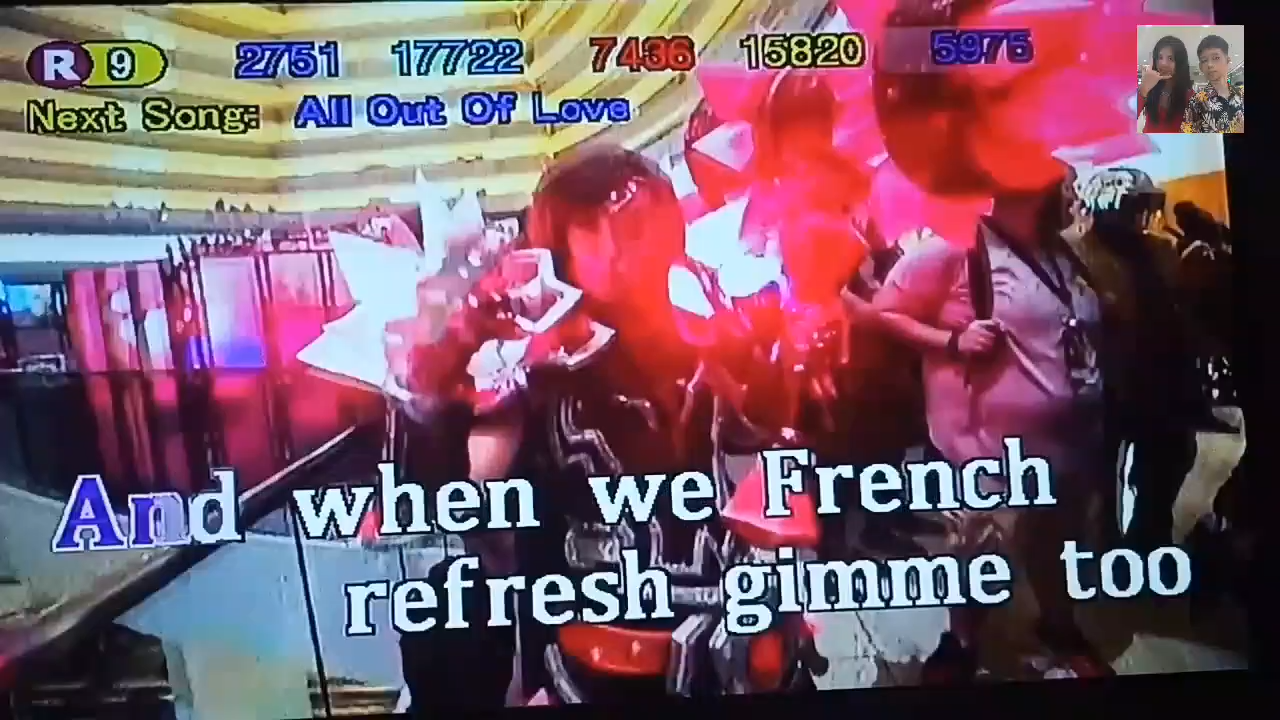 R 9 2751 17722 7436 15820 5975
Next Song: All Out Of Love
And when we French
refresh gimme too